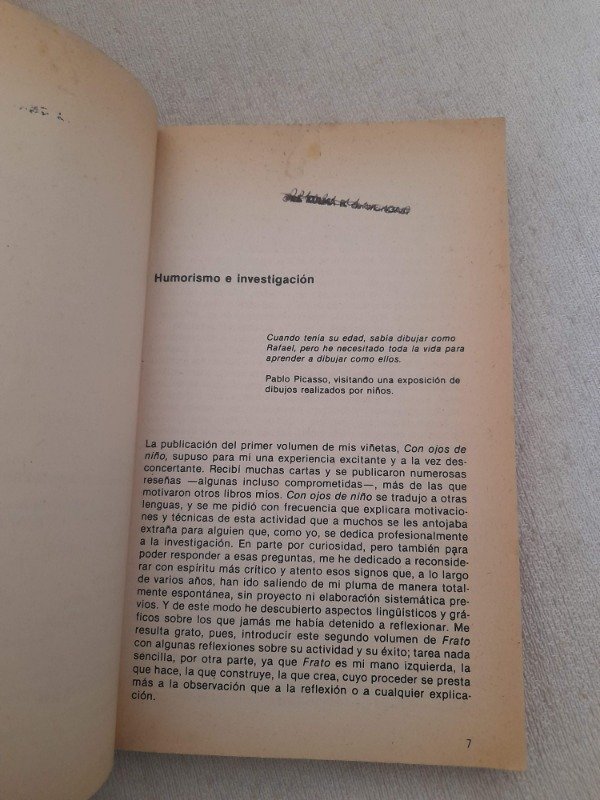 Humorismo e investigación
Cuando tenía su edad, sabía dibujar como
Rafael, pero he necesitado toda la vida para
aprender a dibujar como ellos.
Pablo Picasso, visitando una exposición de
dibujos realizados por niños.
La publicación del primer volumen de mis viñetas, Con ojos de
niño, supuso para mí una experiencia excitante y a la vez des-
concertante. Recibí muchas cartas y se publicaron numerosas
reseñas —algunas incluso comprometidas—, más de las que
motivaron otros libros míos. Con ojos de niño se tradujo a otras
lenguas, y se me pidió con frecuencia que explicara motivacio-
nes y técnicas de esta actividad que a muchos se les antojaba
extraña para alguien que, como yo, se dedica profesionalmente
a la investigación. En parte por curiosidad, pero también para
poder responder a esas preguntas, me he dedicado a reconside-
rar con espíritu más crítico y atento esos signos que, a lo largo
de varios años, han ido saliendo de mi pluma de manera total-
mente espontánea, sin proyecto ni elaboración sistemática pre-
vios. Y de este modo he descubierto aspectos lingüísticos y grá-
ficos sobre los que jamás me había detenido a reflexionar. Me
resulta grato, pues, introducir este segundo volumen de Frato
con algunas reflexiones sobre su actividad y su éxito; tarea nada
sencilla, por otra parte, ya que Frato es mi mano izquierda, la
que hace, la que construye, la que crea, cuyo proceder se presta
más a la observación que a la reflexión o a cualquier explica-
ción.
7